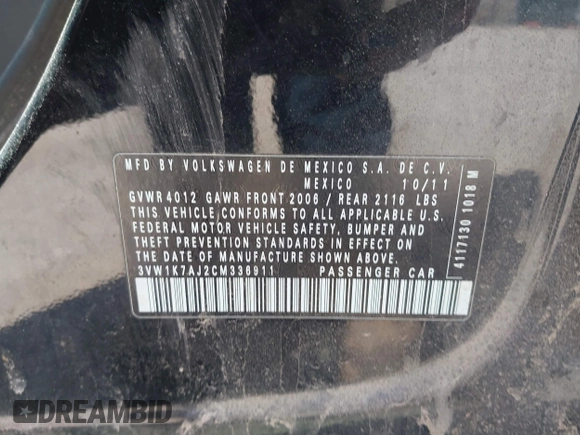 MFD BY VOLKSWAGEN DE MEXICO S.A. DE C.V.
MEXICO 10/11
GVWR 4012 GAWR FRONT 2006 / REAR 2116 LBS
THIS VEHICLE CONFORMS TO ALL APPLICABLE U.S.
FEDERAL MOTOR VEHICLE SAFETY, BUMPER AND
THEFT PREVENTION STANDARDS IN EFFECT ON
THE DATE OF MANUFACTURE SHOWN ABOVE.
3VW1K7AJ2CM336911 PASSENGER CAR
4117130 1018 M
DREAMBID